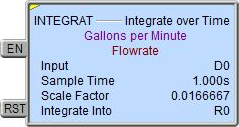 INTEGRAT Integrate over Time
Gallons per Minute
Flowrate
EN
Input D0
Sample Time 1.000s
Scale Factor 0.0166667
RST
Integrate Into R0